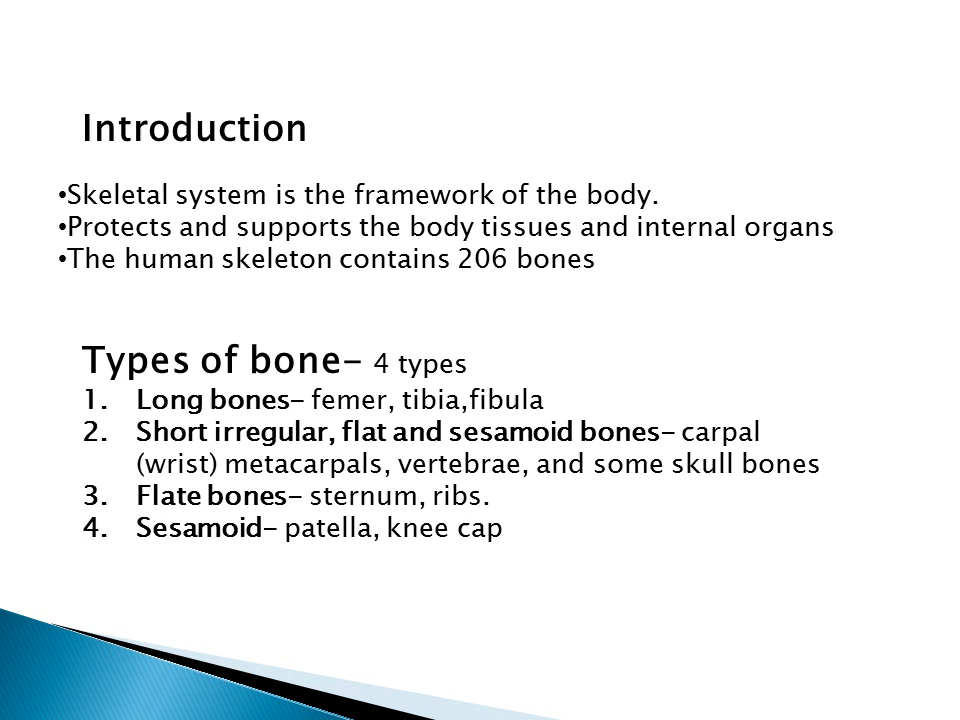 Introduction
•Skeletal system is the framework of the body.
•Protects and supports the body tissues and internal organs
•The human skeleton contains 206 bones
Types of bone- 4 types
1. Long bones- femer, tibia,fibula
2. Short irregular, flat and sesamoid bones- carpal
(wrist) metacarpals, vertebrae, and some skull bones
3. Flate bones- sternum, ribs.
4. Sesamoid- patella, knee cap